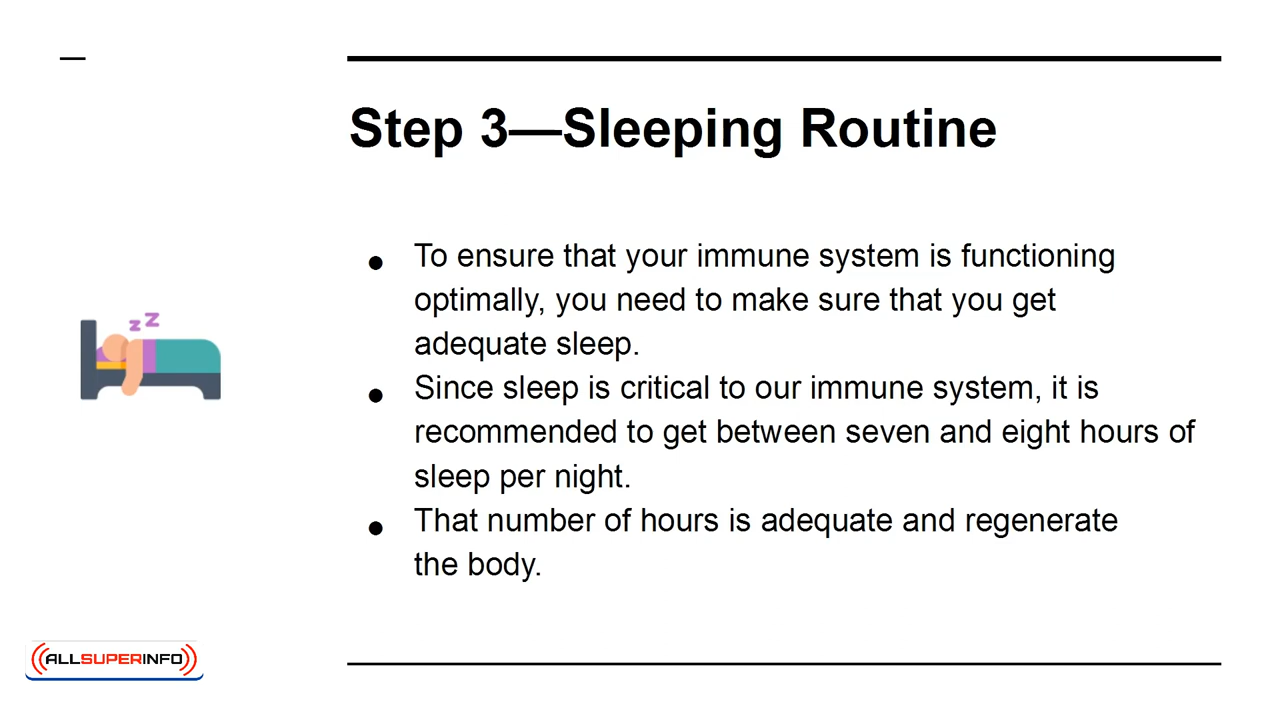 Step 3—Sleeping Routine
● To ensure that your immune system is functioning
optimally, you need to make sure that you get
adequate sleep.
● Since sleep is critical to our immune system, it is
recommended to get between seven and eight hours of
sleep per night.
● That number of hours is adequate and regenerate
the body.
z z
ALLSUPERINFO